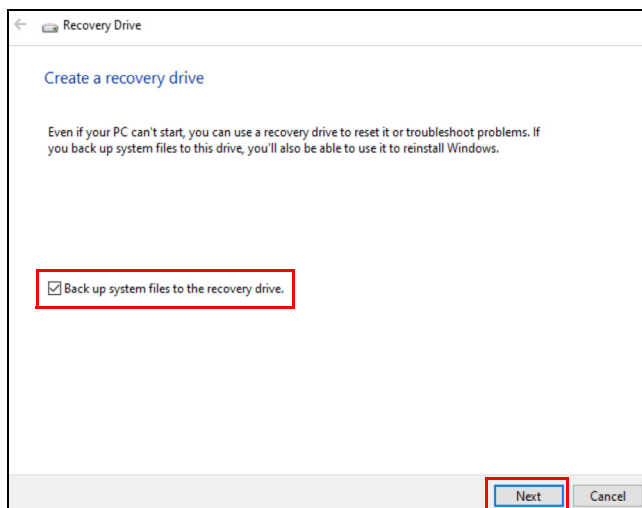 Recovery Drive
Create a recovery drive
Even if your PC can't start, you can use a recovery drive to reset it or troubleshoot problems. If
you back up system files to this drive, you'll also be able to use it to reinstall Windows.
Back up system files to the recovery drive.
Next
Cancel